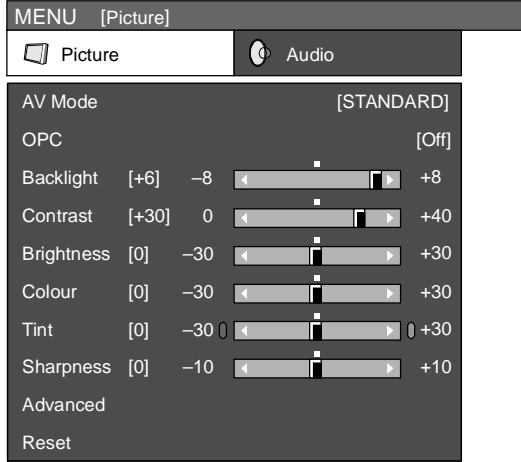 MENU [Picture]
Picture Audio
AV Mode [STANDARD]
OPC [Off]
Backlight [+6] –8 +8
Contrast [+30] 0 +40
Brightness [0] –30 +30
Colour [0] –30 +30
Tint [0] –30 +30
Sharpness [0] –10 +10
Advanced
Reset